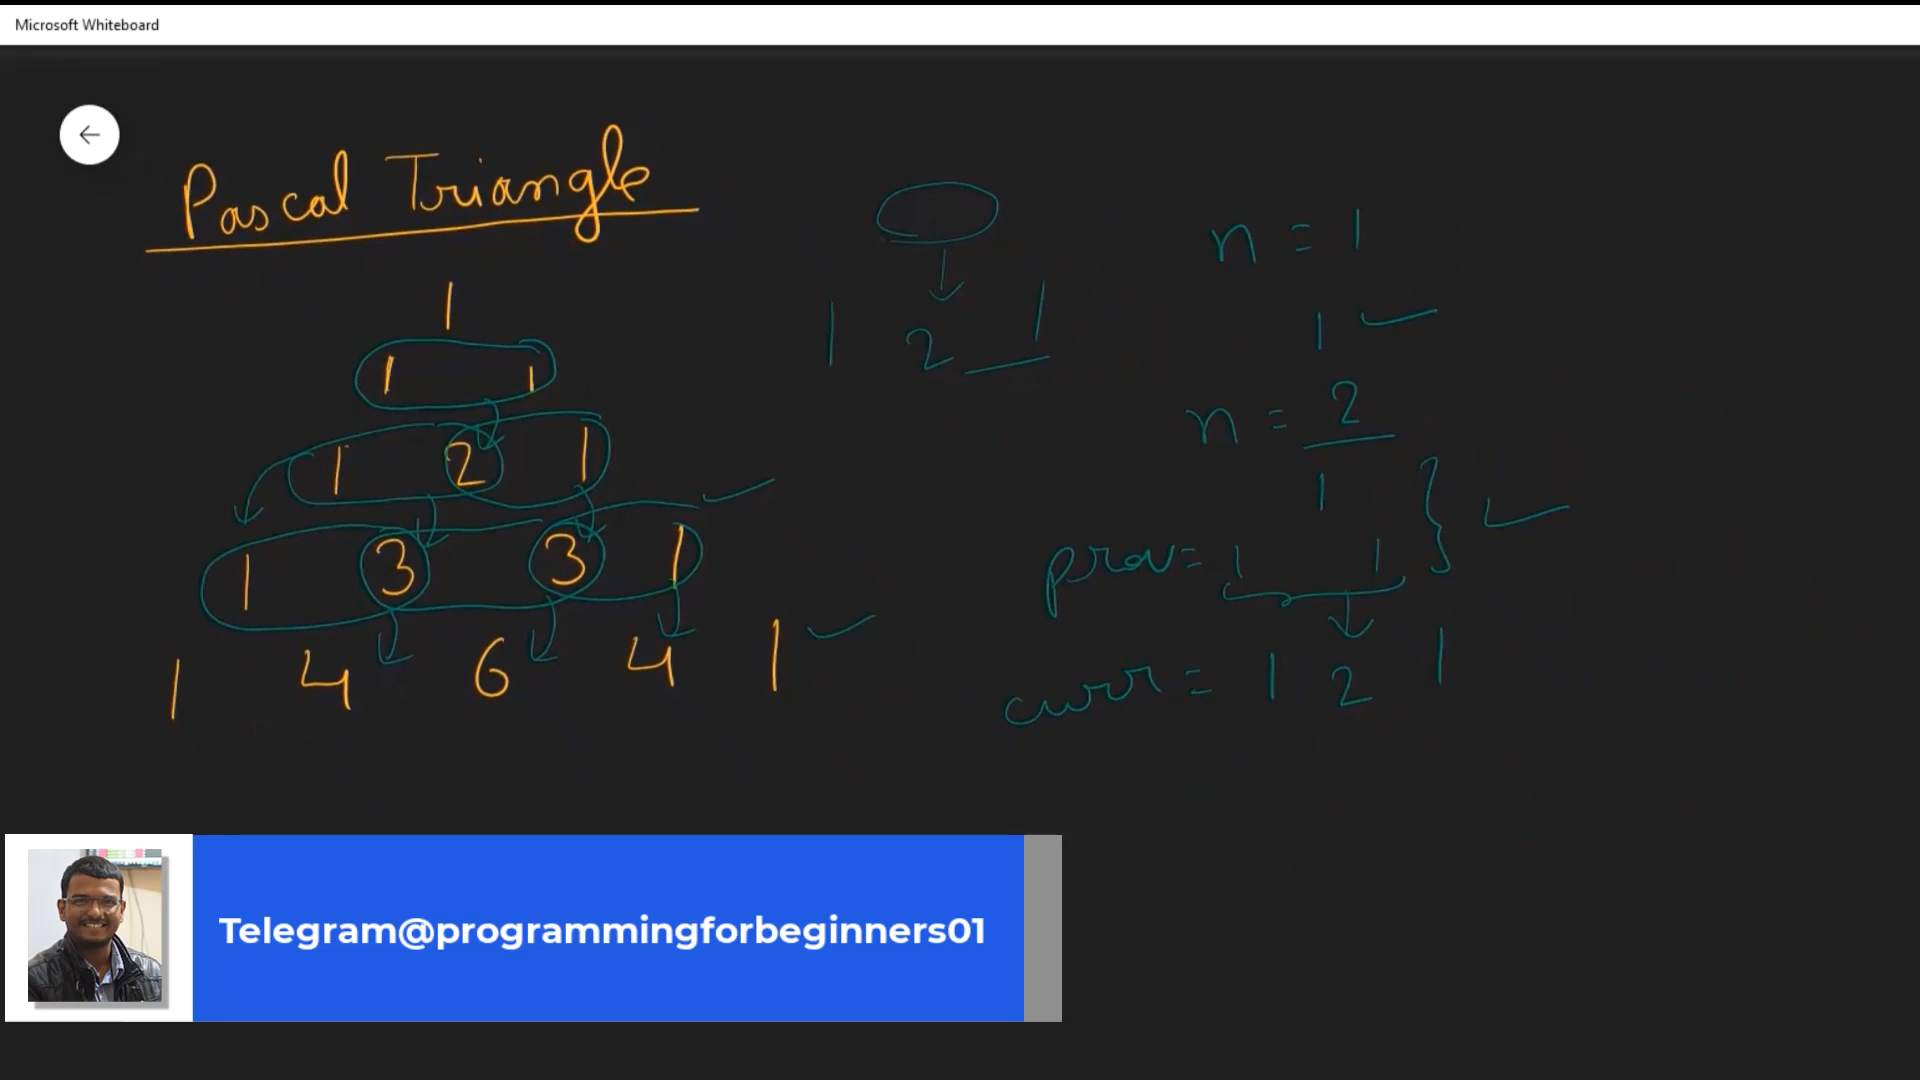 Microsoft Whiteboard
Pascal Triangle
1
1 1
1 2 1
1 3 3 1
1 4 6 4 1
1 2 1
n = 1
1
n = 2
1
prev = 1 1
curr = 1 2 1
Telegram@programmingforbeginners01